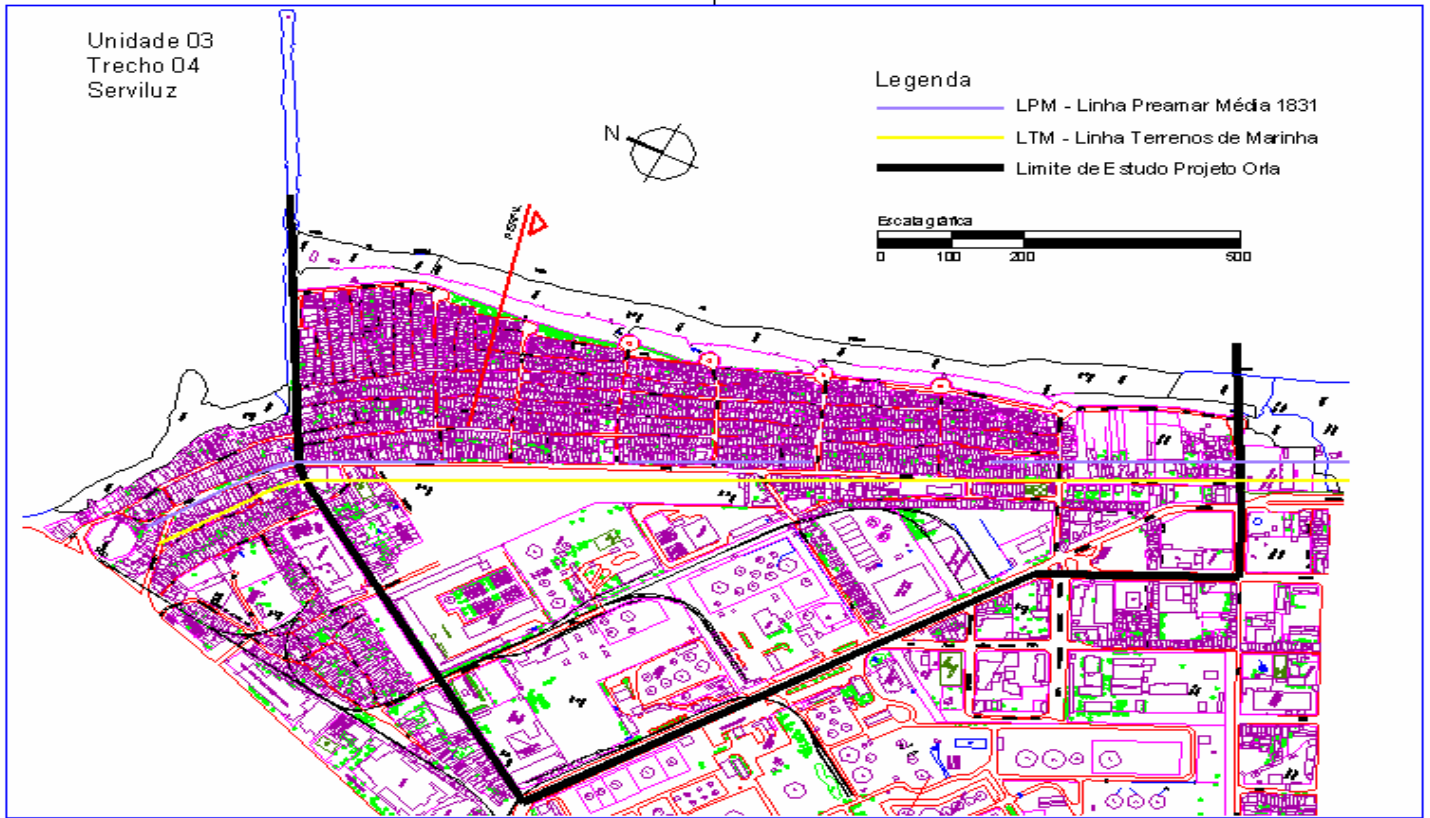 Unidade 03
Trecho 04
Serviluz
Legenda
LPM - Linha Preamar Média 1831
LTM - Linha Terrenos de Marinha
Limite de Estudo Projeto Orla
N
Escala gráfica
0 100 200 500